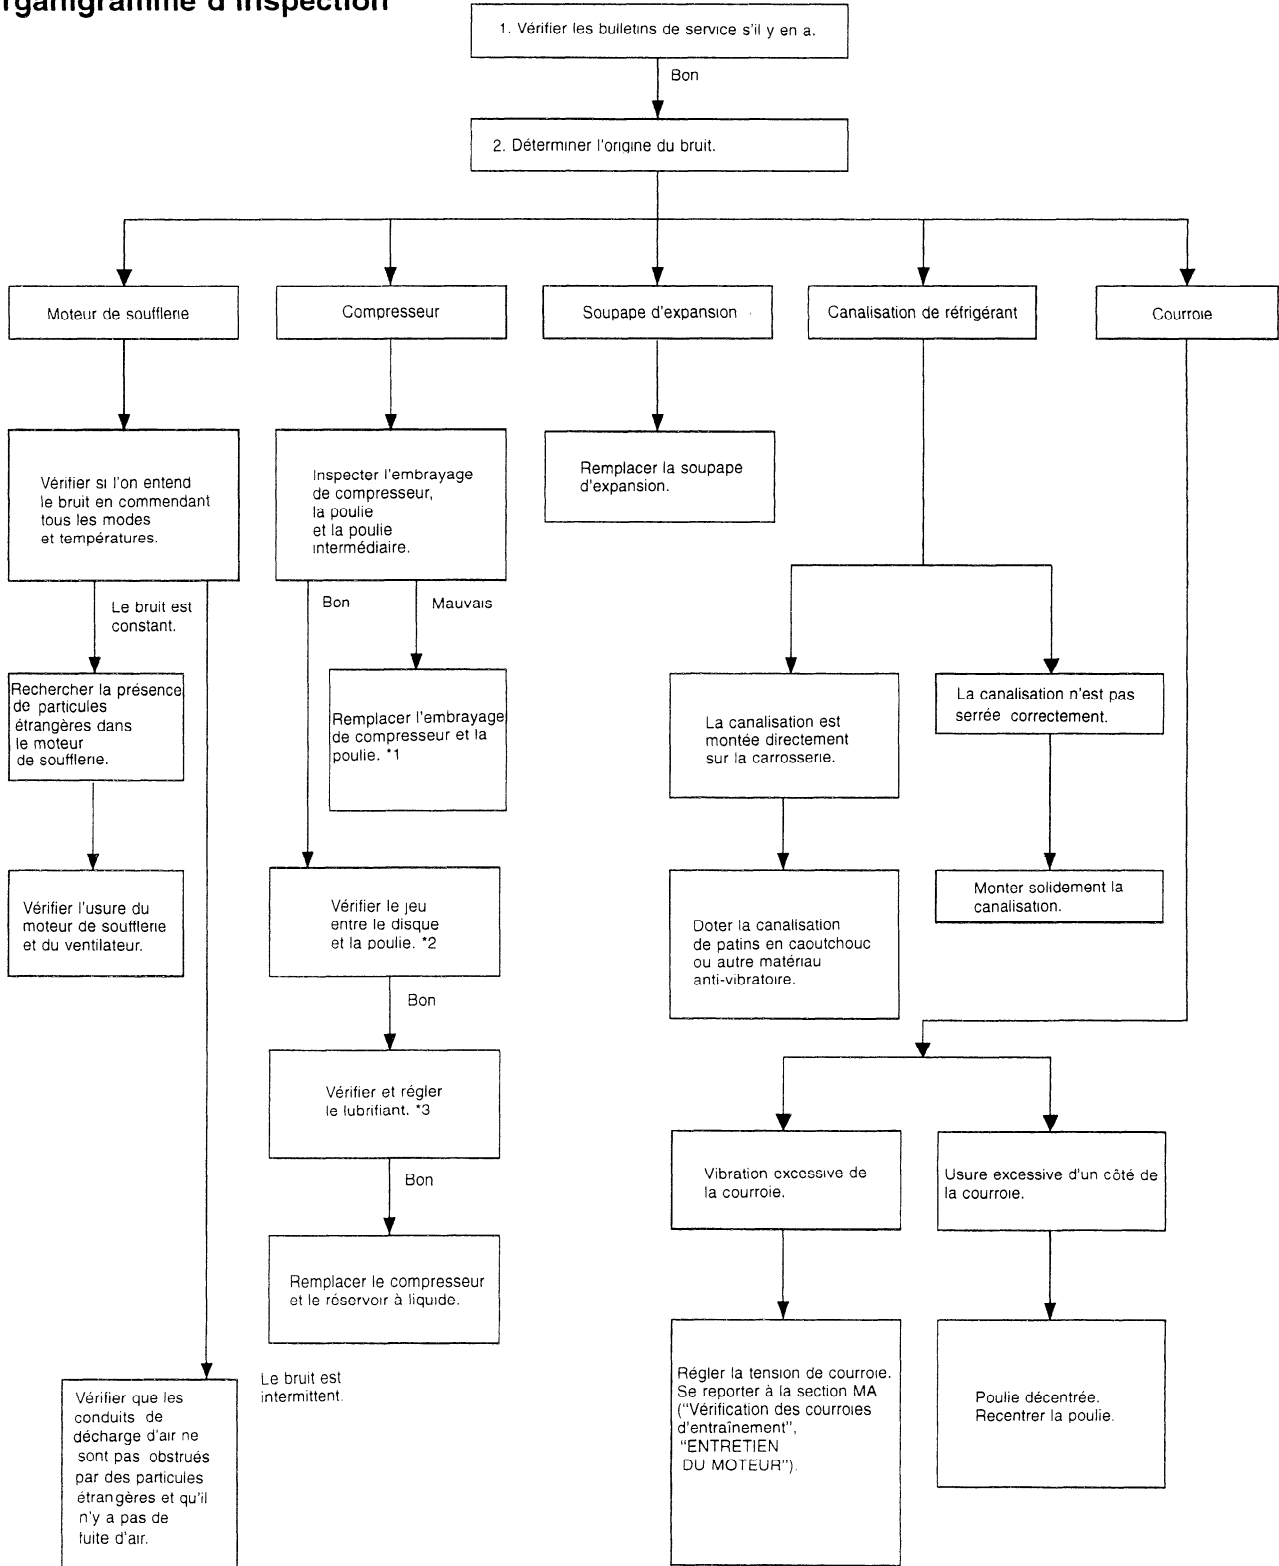 rganigramme d'inspection
1. Vérifier les bulletins de service s'il y en a.
Bon
2. Déterminer l'origine du bruit.
Moteur de soufflerie
Compresseur
Soupape d'expansion
Canalisation de réfrigérant
Courroie
Vérifier si l'on entend
le bruit en commendant
tous les modes
et températures.
Inspecter l'embrayage
de compresseur,
la poulie
et la poulie
intermédiaire.
Remplacer la soupape
d'expansion.
Le bruit est
constant.
Bon
Mauvais
Rechercher la présence
de particules
étrangères dans
le moteur
de soufflerie.
Remplacer l'embrayage
de compresseur et la
poulie. *1
La canalisation est
montée directement
sur la carrosserie.
La canalisation n'est pas
serrée correctement.
Vérifier l'usure du
moteur de soufflerie
et du ventilateur.
Vérifier le jeu
entre le disque
et la poulie. *2
Doter la canalisation
de patins en caoutchouc
ou autre matériau
anti-vibratoire.
Monter solidement la
canalisation.
Bon
Vérifier et régler
le lubrifiant. *3
Bon
Vibration excessive de
la courroie.
Usure excessive d'un côté de
la courroie.
Remplacer le compresseur
et le réservoir à liquide.
Le bruit est
intermittent.
Vérifier que les
conduits de
décharge d'air ne
sont pas obstrués
par des particules
étrangères et qu'il
n'y a pas de
fuite d'air.
Régler la tension de courroie.
Se reporter à la section MA
("Vérification des courroies
d'entraînement",
"ENTRETIEN
DU MOTEUR").
Poulie décentrée.
Recentrer la poulie.